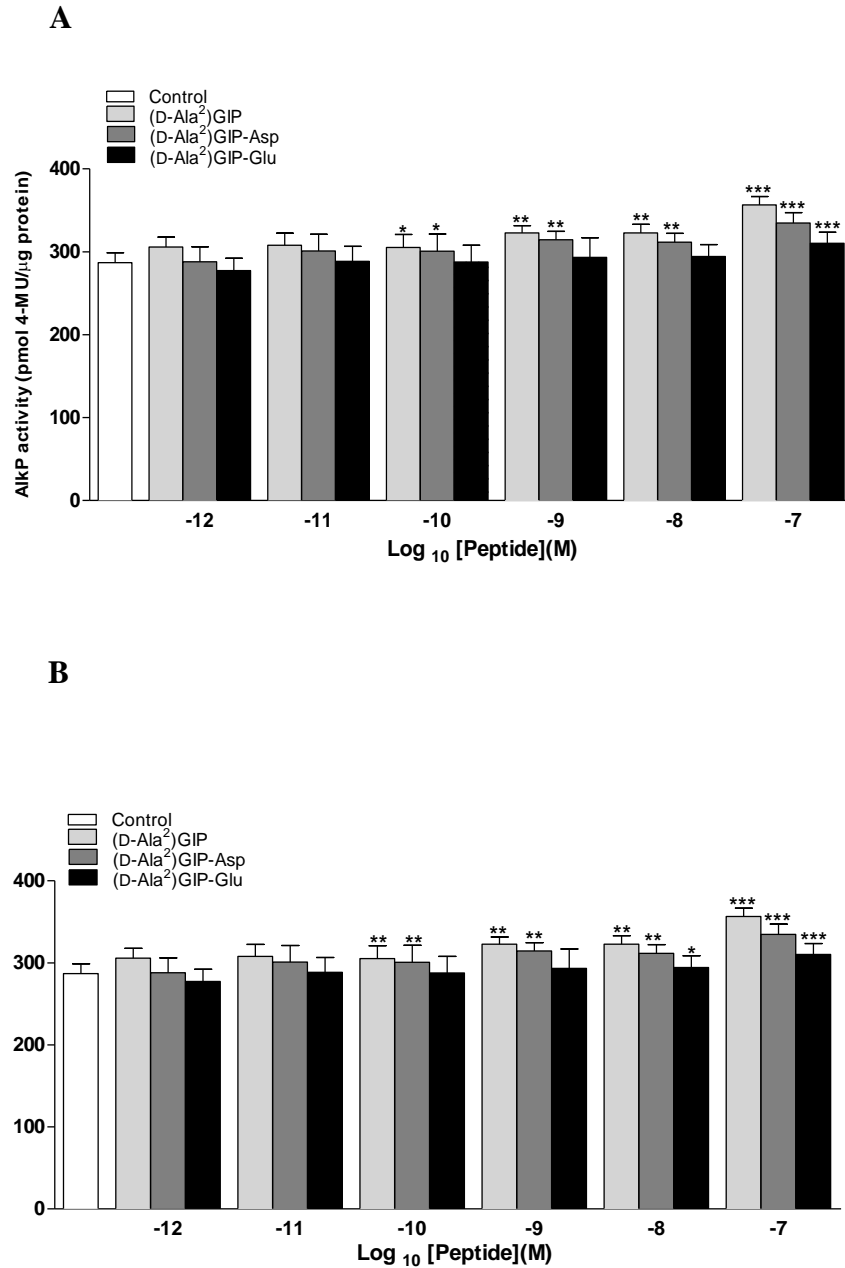 A
Control
(D-Ala²)GIP
(D-Ala²)GIP-Asp
(D-Ala²)GIP-Glu
AlkP activity (pmol 4-MU/µg protein)
400
300
200
100
0
* * ** ** ** ** *** *** ***
-12 -11 -10 -9 -8 -7
Log 10 [Peptide](M)
B
Control
(D-Ala²)GIP
(D-Ala²)GIP-Asp
(D-Ala²)GIP-Glu
400
300
200
100
0
** ** ** ** ** ** * *** *** ***
-12 -11 -10 -9 -8 -7
Log 10 [Peptide](M)